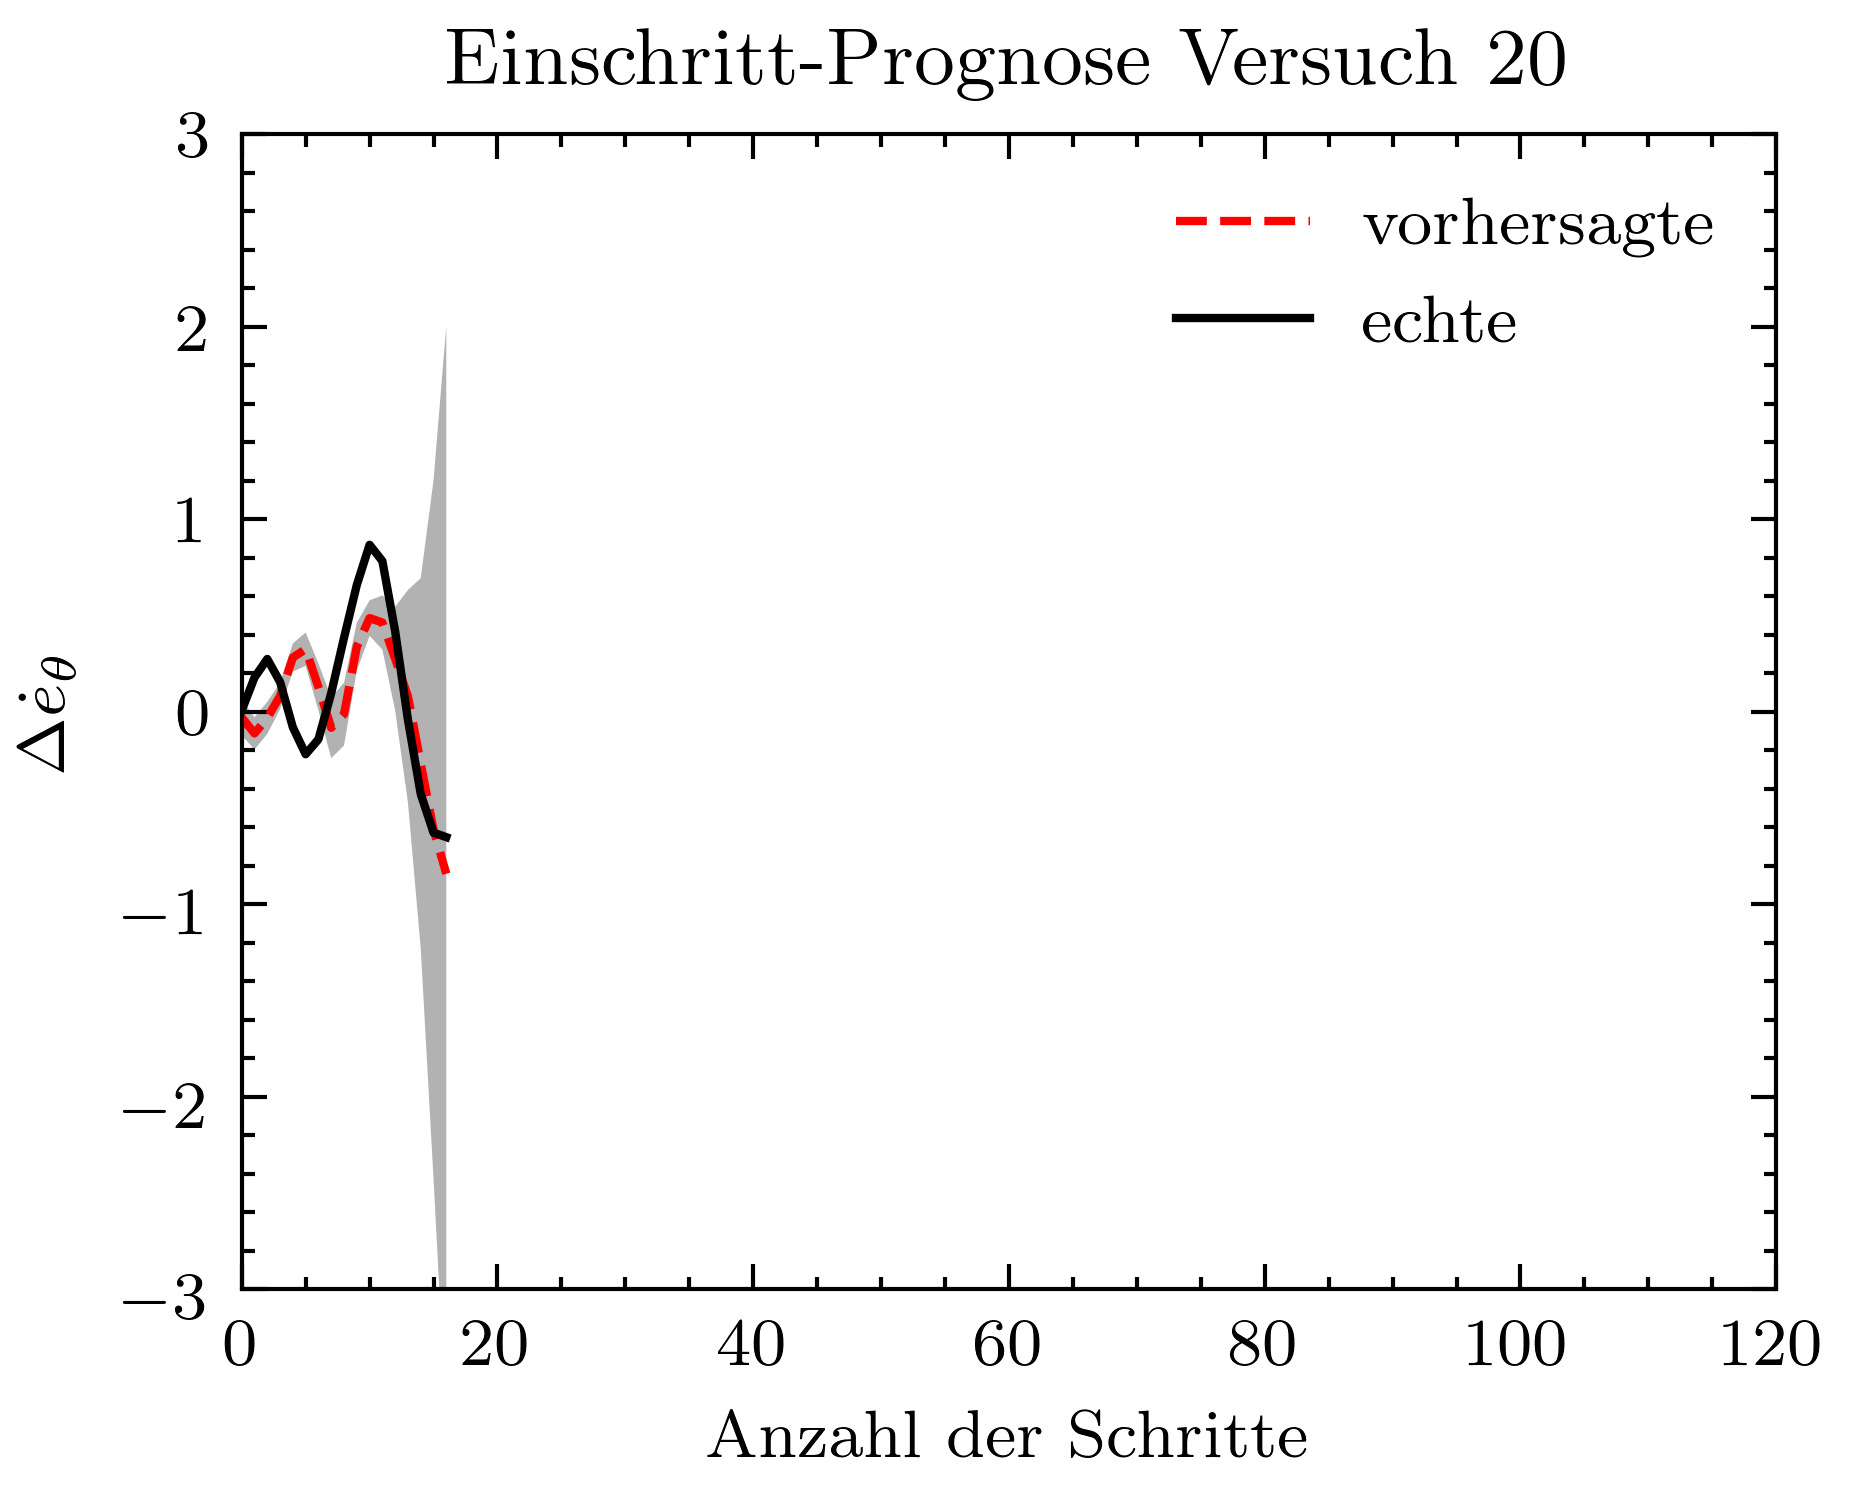 Einschritt-Prognose Versuch 20
3
2
1
0
−1
−2
−3
Δė_θ
vorhersagte
echte
0 20 40 60 80 100 120
Anzahl der Schritte